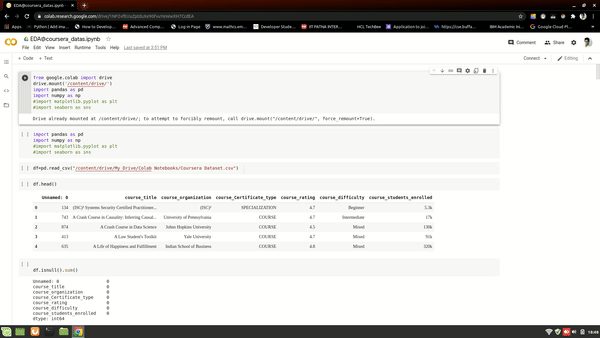 EDA@coursera_datas.ipynb
colab.research.google.com/drive/
Apps Python | Add Ima... How to Develop... Advanced Comp... Log in Page www.maltto.com... Developer Studen... IIT PATNA INTER... HCL TechBee Application to joi... IBM Academic In... Google Cloud Pl...
EDA@coursera_datas.ipynb
File Edit View Insert Runtime Tools Help Last saved at 3:51 PM
Comment Share
+ Code + Text Connect Editing
from google.colab import drive
drive.mount('/content/drive/')
import pandas as pd
import numpy as np
#import matplotlib.pyplot as plt
#import seaborn as sns
Drive already mounted at /content/drive/; to attempt to forcibly remount, call drive.mount("/content/drive/", force_remount=True).
[ ] import pandas as pd
import numpy as np
#import matplotlib.pyplot as plt
#import seaborn as sns
[ ] df=pd.read_csv("/content/drive/My Drive/Colab Notebooks/Coursera Dataset.csv")
[ ] df.head()
Unnamed: 0 course_title course_organization course_Certificate_type course_rating course_difficulty course_students_enrolled
0 134 (ISC)² Systems Security Certified Practitioner... (ISC)² SPECIALIZATION 4.7 Beginner 5.3k
1 743 A Crash Course in Causality: Inferring Causal... University of Pennsylvania COURSE 4.7 Intermediate 17k
2 874 A Crash Course in Data Science Johns Hopkins University COURSE 4.5 Mixed 130k
3 413 A Law Student's Toolkit Yale University COURSE 4.7 Mixed 91k
4 635 A Life of Happiness and Fulfillment Indian School of Business COURSE 4.8 Mixed 320k
[ ]
df.isnull().sum()
Unnamed: 0 0
course_title 0
course_organization 0
course_Certificate_type 0
course_rating 0
course_difficulty 0
course_students_enrolled 0
dtype: int64